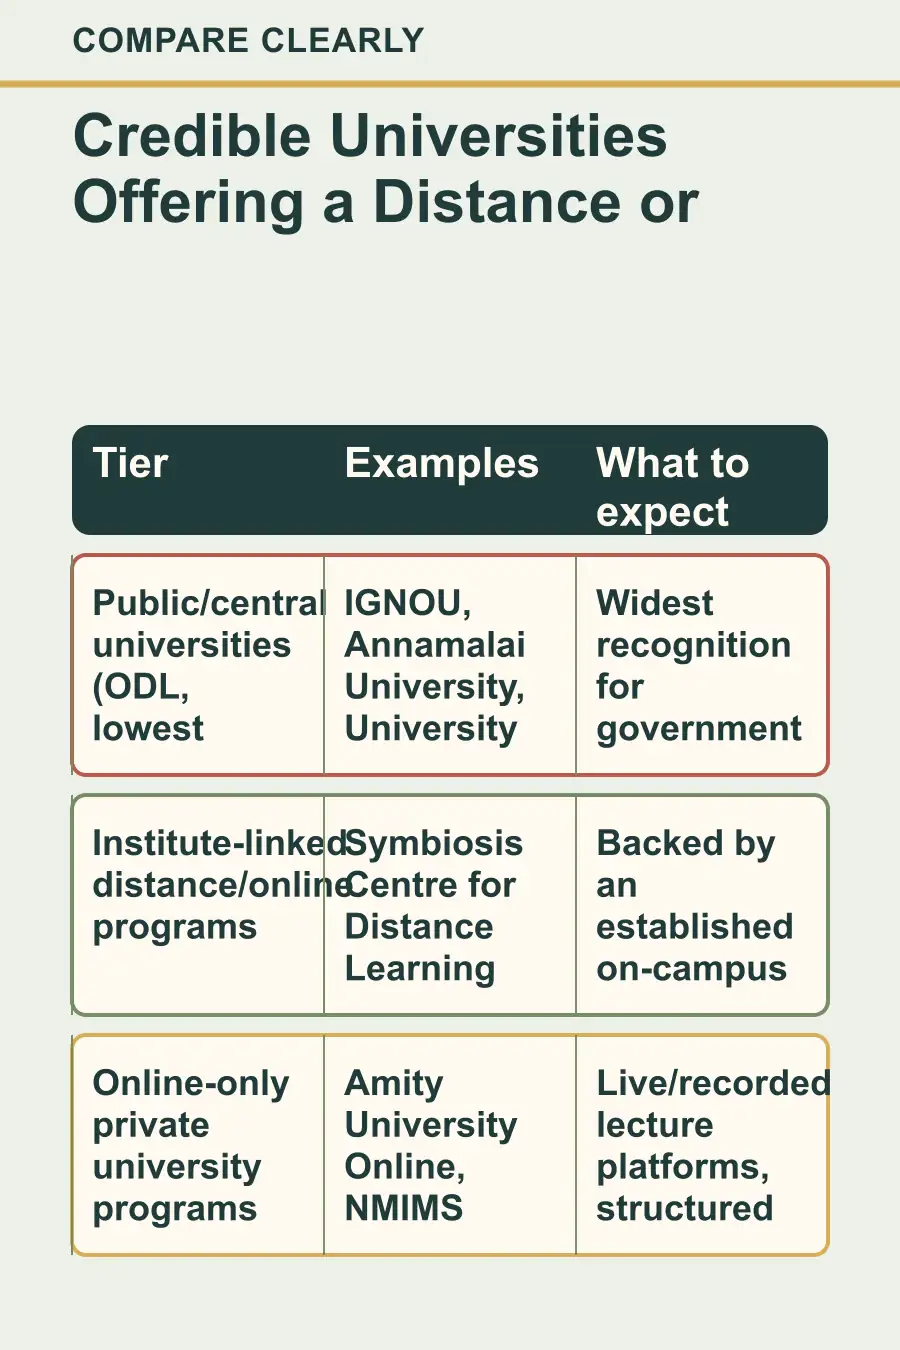 COMPARE CLEARLY
Credible Universities
Offering a Distance or
Tier
Examples
What to
expect
Public/central
universities
(ODL,
lowest
IGNOU,
Annamalai
University,
University
Widest
recognition
for
government
Institute-linked
distance/online
programs
Symbiosis
Centre for
Distance
Learning
Backed by
an
established
on-campus
Online-only
private
university
programs
Amity
University
Online,
NMIMS
Live/recorded
lecture
platforms,
structured